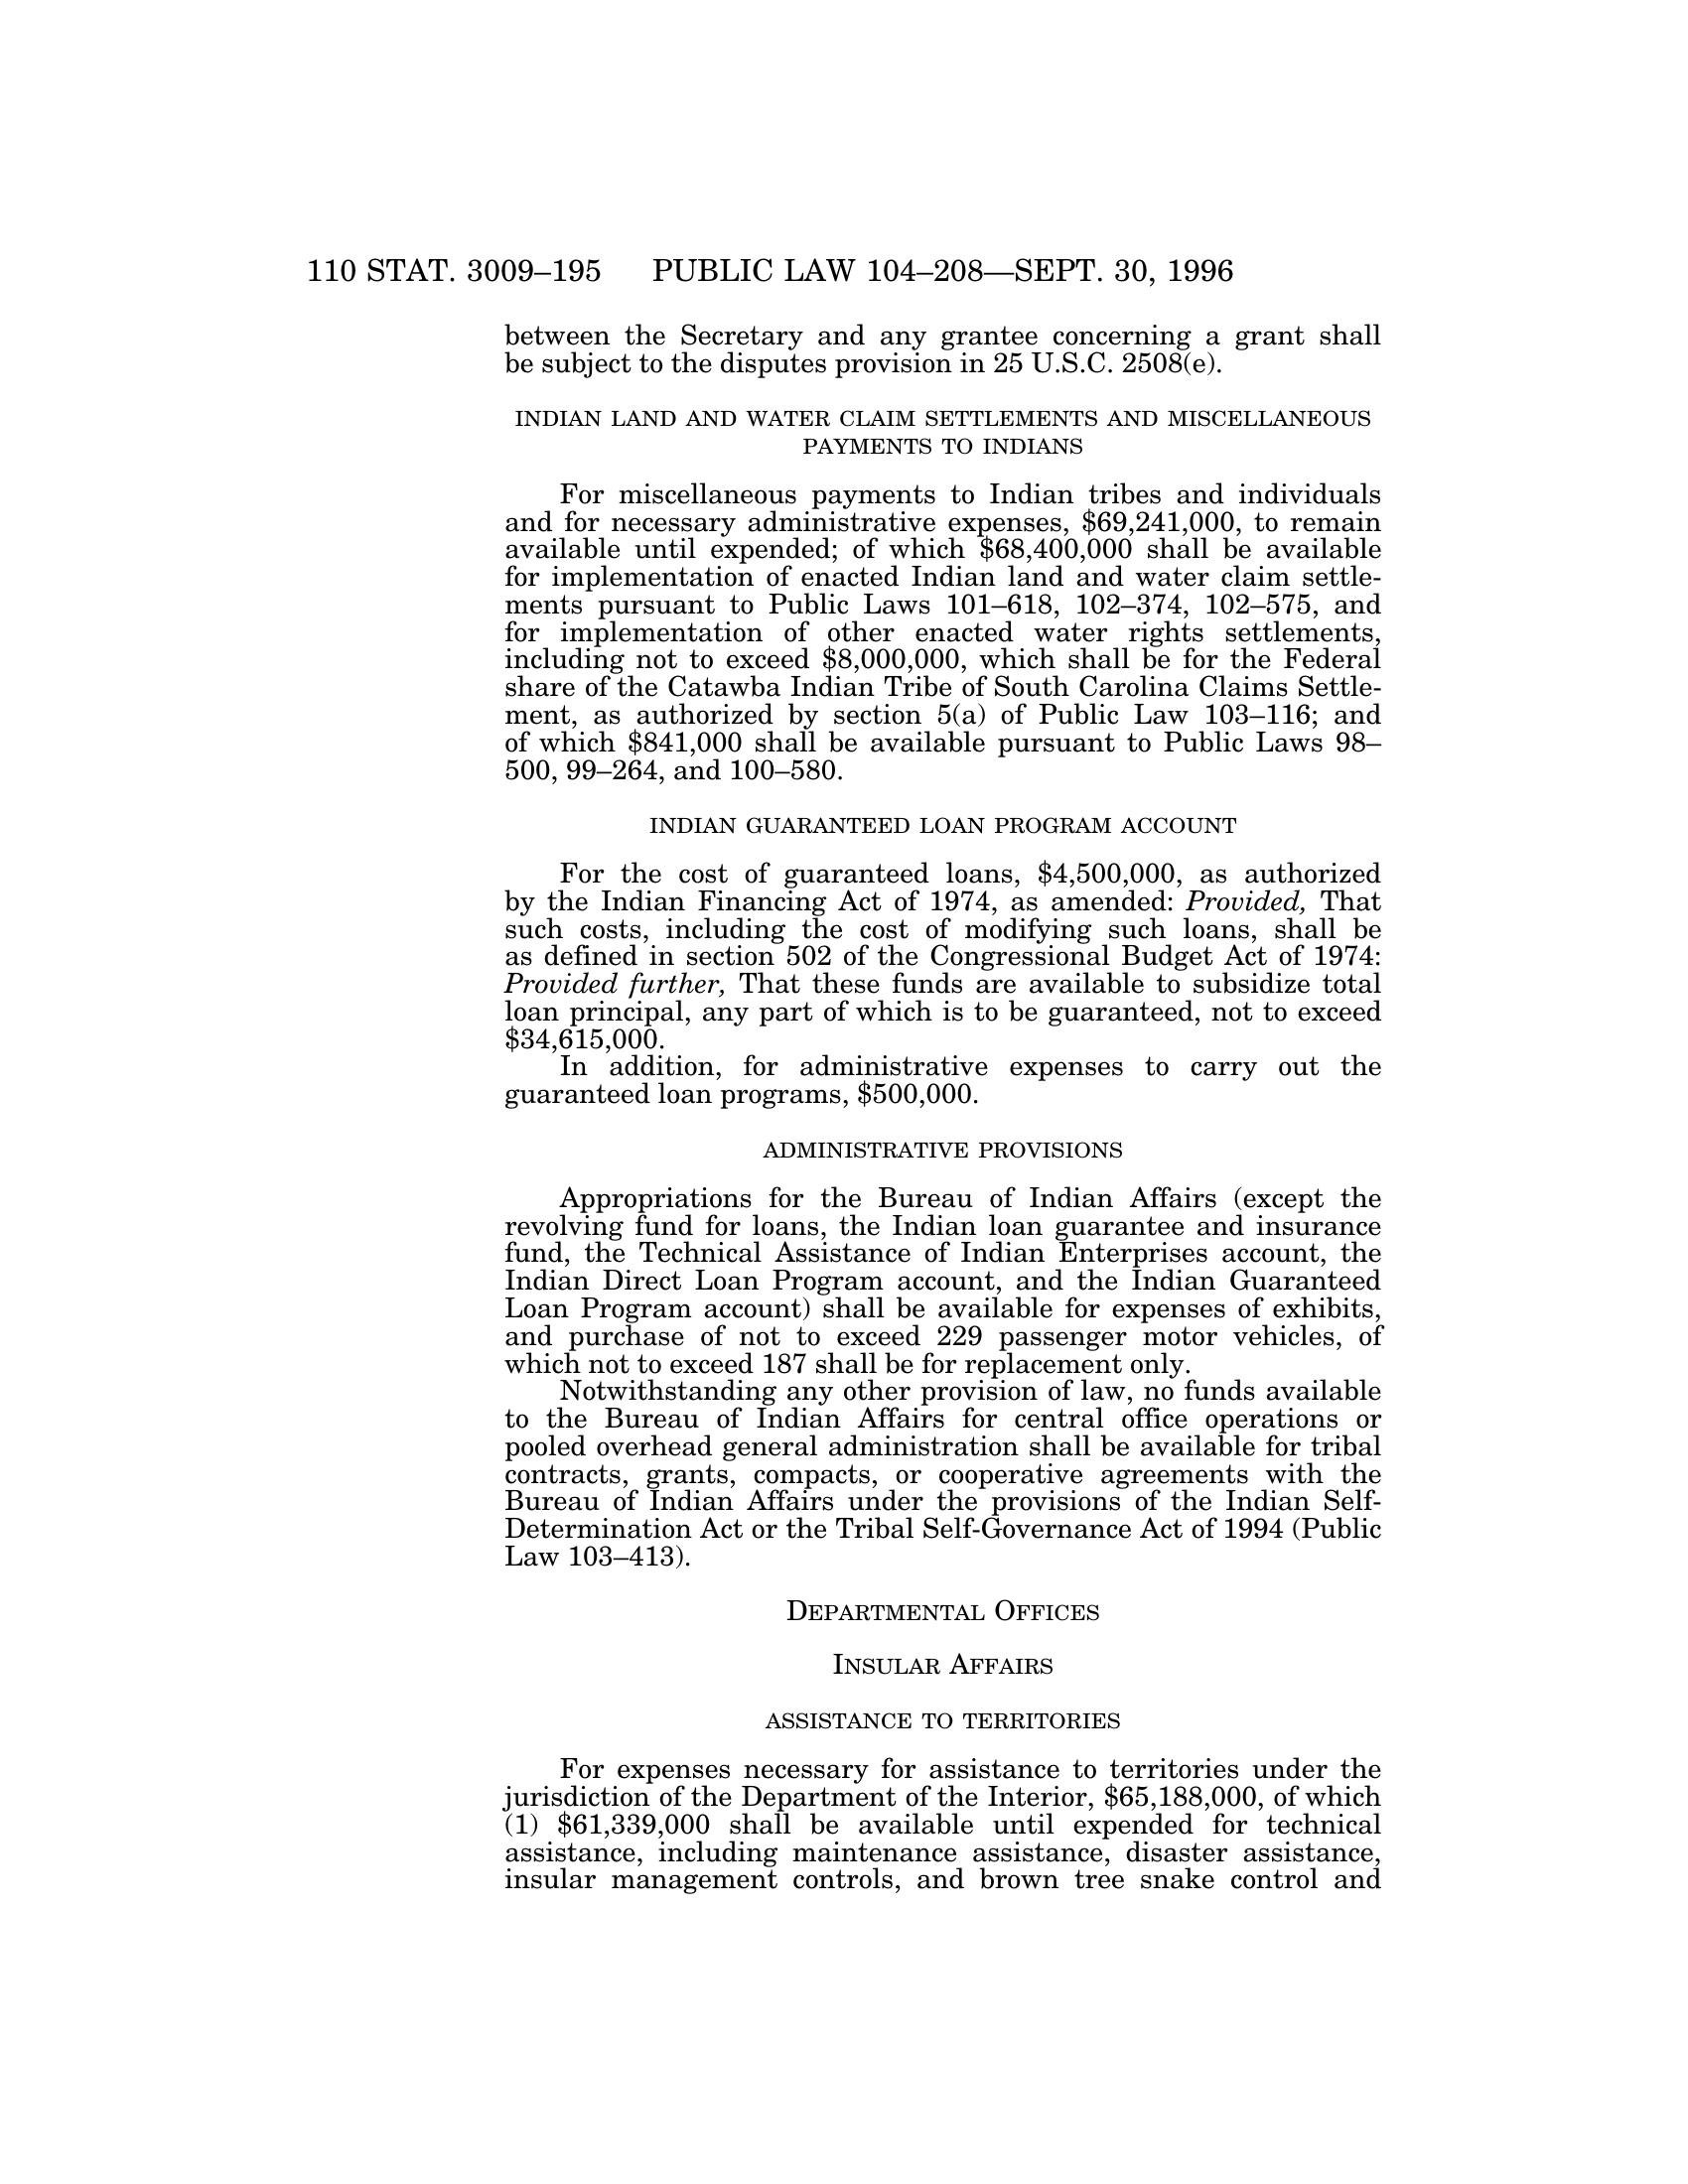 110 STAT. 3009–195 PUBLIC LAW 104–208—SEPT. 30, 1996
between the Secretary and any grantee concerning a grant shall
be subject to the disputes provision in 25 U.S.C. 2508(e).
INDIAN LAND AND WATER CLAIM SETTLEMENTS AND MISCELLANEOUS
PAYMENTS TO INDIANS
For miscellaneous payments to Indian tribes and individuals
and for necessary administrative expenses, $69,241,000, to remain
available until expended; of which $68,400,000 shall be available
for implementation of enacted Indian land and water claim settle-
ments pursuant to Public Laws 101–618, 102–374, 102–575, and
for implementation of other enacted water rights settlements,
including not to exceed $8,000,000, which shall be for the Federal
share of the Catawba Indian Tribe of South Carolina Claims Settle-
ment, as authorized by section 5(a) of Public Law 103–116; and
of which $841,000 shall be available pursuant to Public Laws 98–
500, 99–264, and 100–580.
INDIAN GUARANTEED LOAN PROGRAM ACCOUNT
For the cost of guaranteed loans, $4,500,000, as authorized
by the Indian Financing Act of 1974, as amended: Provided, That
such costs, including the cost of modifying such loans, shall be
as defined in section 502 of the Congressional Budget Act of 1974:
Provided further, That these funds are available to subsidize total
loan principal, any part of which is to be guaranteed, not to exceed
$34,615,000.
In addition, for administrative expenses to carry out the
guaranteed loan programs, $500,000.
ADMINISTRATIVE PROVISIONS
Appropriations for the Bureau of Indian Affairs (except the
revolving fund for loans, the Indian loan guarantee and insurance
fund, the Technical Assistance of Indian Enterprises account, the
Indian Direct Loan Program account, and the Indian Guaranteed
Loan Program account) shall be available for expenses of exhibits,
and purchase of not to exceed 229 passenger motor vehicles, of
which not to exceed 187 shall be for replacement only.
Notwithstanding any other provision of law, no funds available
to the Bureau of Indian Affairs for central office operations or
pooled overhead general administration shall be available for tribal
contracts, grants, compacts, or cooperative agreements with the
Bureau of Indian Affairs under the provisions of the Indian Self-
Determination Act or the Tribal Self-Governance Act of 1994 (Public
Law 103–413).
DEPARTMENTAL OFFICES
INSULAR AFFAIRS
ASSISTANCE TO TERRITORIES
For expenses necessary for assistance to territories under the
jurisdiction of the Department of the Interior, $65,188,000, of which
(1) $61,339,000 shall be available until expended for technical
assistance, including maintenance assistance, disaster assistance,
insular management controls, and brown tree snake control and